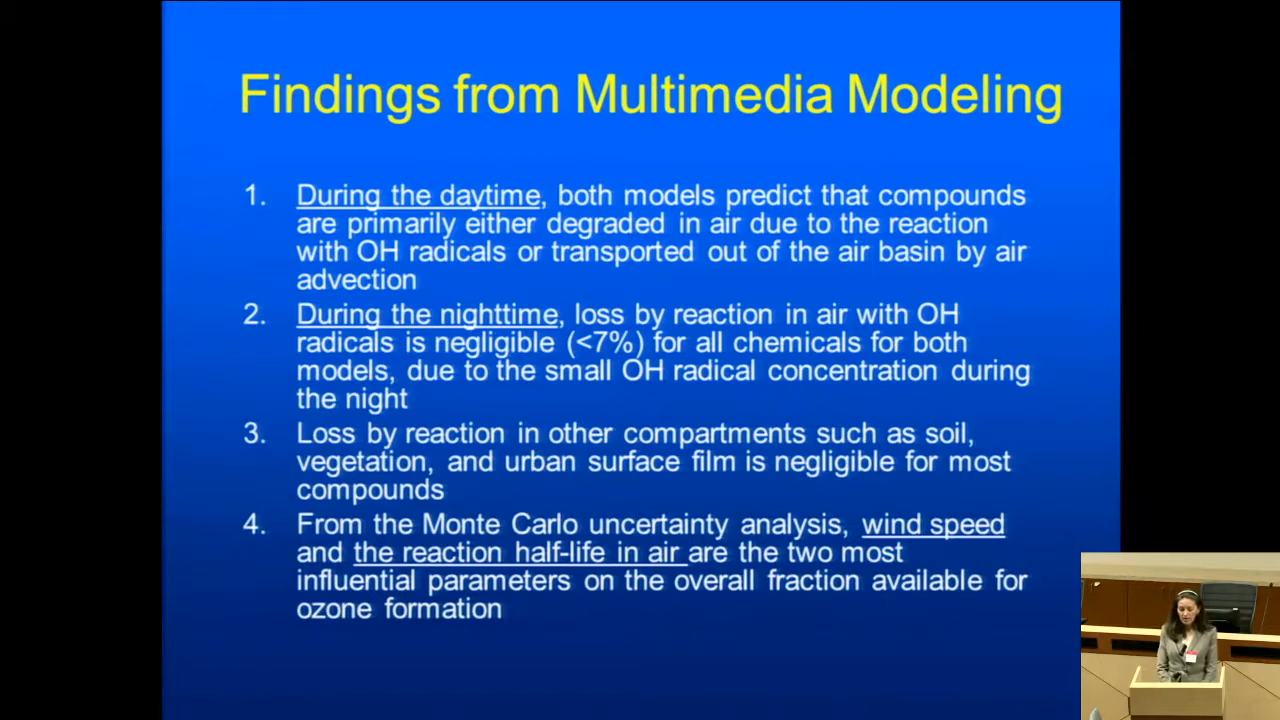 Findings from Multimedia Modeling
1. During the daytime, both models predict that compounds
are primarily either degraded in air due to the reaction
with OH radicals or transported out of the air basin by air
advection
2. During the nighttime, loss by reaction in air with OH
radicals is negligible (<7%) for all chemicals for both
models, due to the small OH radical concentration during
the night
3. Loss by reaction in other compartments such as soil,
vegetation, and urban surface film is negligible for most
compounds
4. From the Monte Carlo uncertainty analysis, wind speed
and the reaction half-life in air are the two most
influential parameters on the overall fraction available for
ozone formation